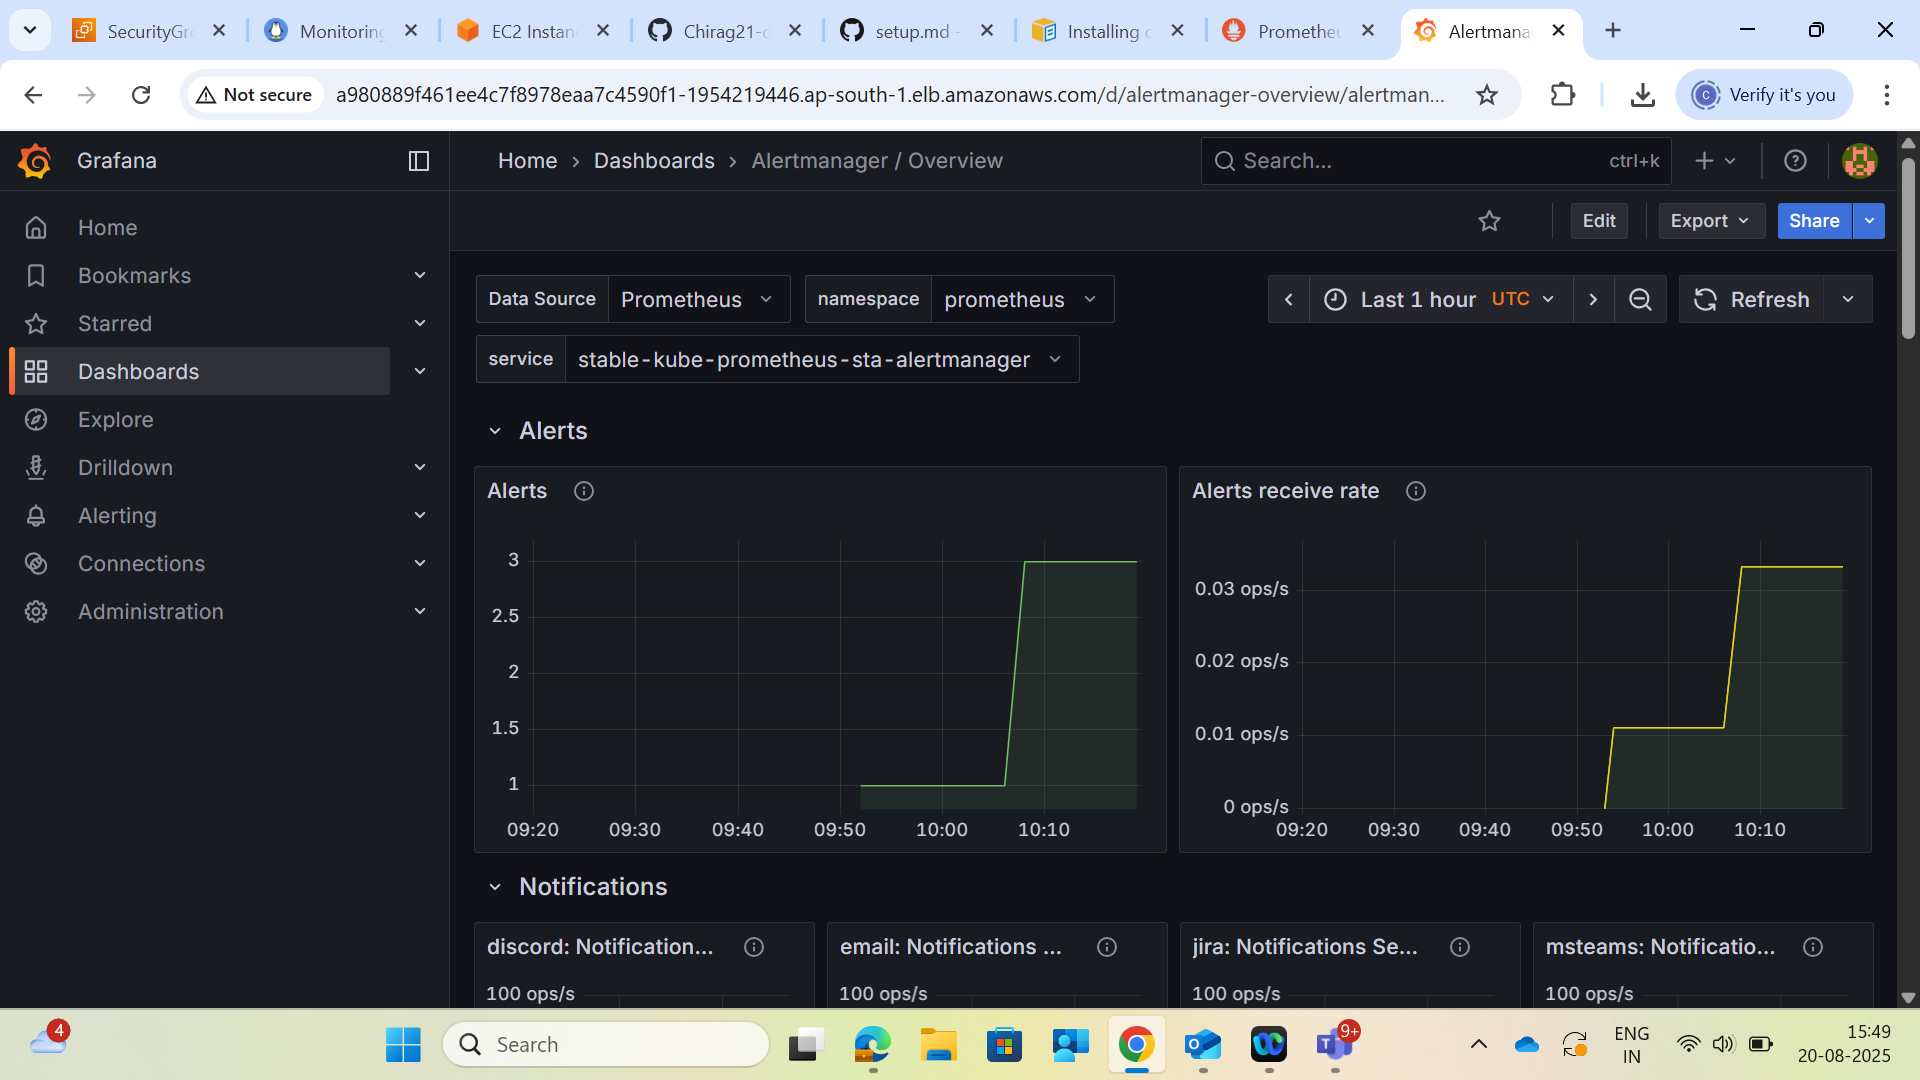 SecurityGro
Monitoring
EC2 Instan
Chirag21-c
setup.md -
Installing c
Prometheu
Alertmana
Not secure
a980889f461ee4c7f8978eaa7c4590f1-1954219446.ap-south-1.elb.amazonaws.com/d/alertmanager-overview/alertman...
C
Verify it's you
Grafana
Home › Dashboards › Alertmanager / Overview
Search...
ctrl+k
Home
Bookmarks
Starred
Dashboards
Explore
Drilldown
Alerting
Connections
Administration
Edit
Export
Share
Data Source
Prometheus
namespace
prometheus
Last 1 hour UTC
Refresh
service
stable-kube-prometheus-sta-alertmanager
Alerts
Alerts
3
2.5
2
1.5
1
09:20
09:30
09:40
09:50
10:00
10:10
Alerts receive rate
0.03 ops/s
0.02 ops/s
0.01 ops/s
0 ops/s
09:20
09:30
09:40
09:50
10:00
10:10
Notifications
discord: Notification...
100 ops/s
email: Notifications ...
100 ops/s
jira: Notifications Se...
100 ops/s
msteams: Notificatio...
100 ops/s
4
Search
9+
ENG
IN
15:49
20-08-2025